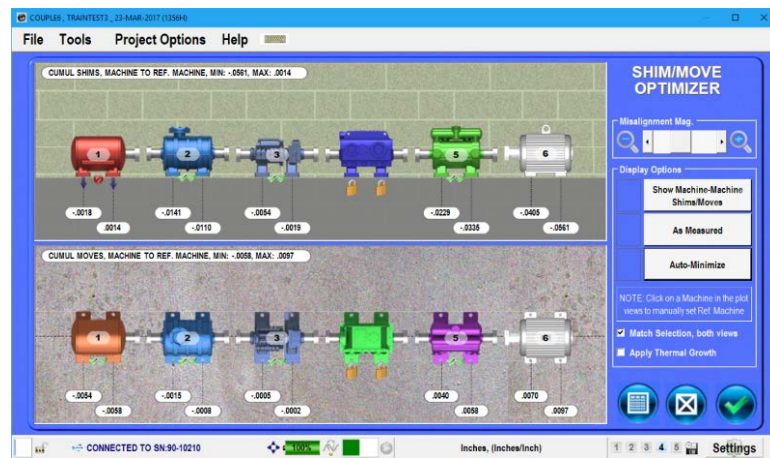 COUPLE6 , TRAINTEST3 _ 23-MAR-2017 (1356H)
File Tools Project Options Help
CUMUL SHIMS, MACHINE TO REF. MACHINE, MIN: -.0561, MAX: .0014
1 2 3 5 6
-.0018 -.0141 -.0054 -.0229 -.0405
.0014 -.0110 -.0019 -.0335 -.0561
CUMUL MOVES, MACHINE TO REF. MACHINE, MIN: -.0058, MAX: .0097
1 2 3 5 6
-.0054 -.0015 -.0005 .0040 .0070
-.0058 -.0008 -.0002 .0058 .0097
SHIM/MOVE
OPTIMIZER
Misalignment Mag.
Display Options
Show Machine-Machine
Shims/Moves
As Measured
Auto-Minimize
NOTE: Click on a Machine in the plot
views to manually set Ref. Machine
Match Selection, both views
Apply Thermal Growth
CONNECTED TO SN:90-10210
100%
Inches, (Inches/Inch)
1 2 3 4 5
Settings